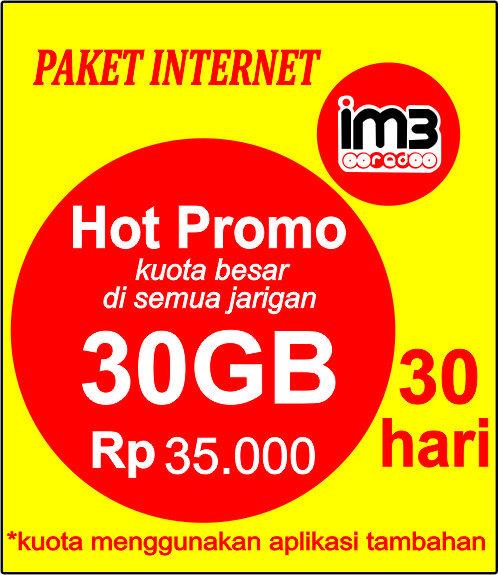 PAKET INTERNET
im3
ooredoo
Hot Promo
kuota besar
di semua jarigan
30GB
Rp 35.000
30
hari
*kuota menggunakan aplikasi tambahan